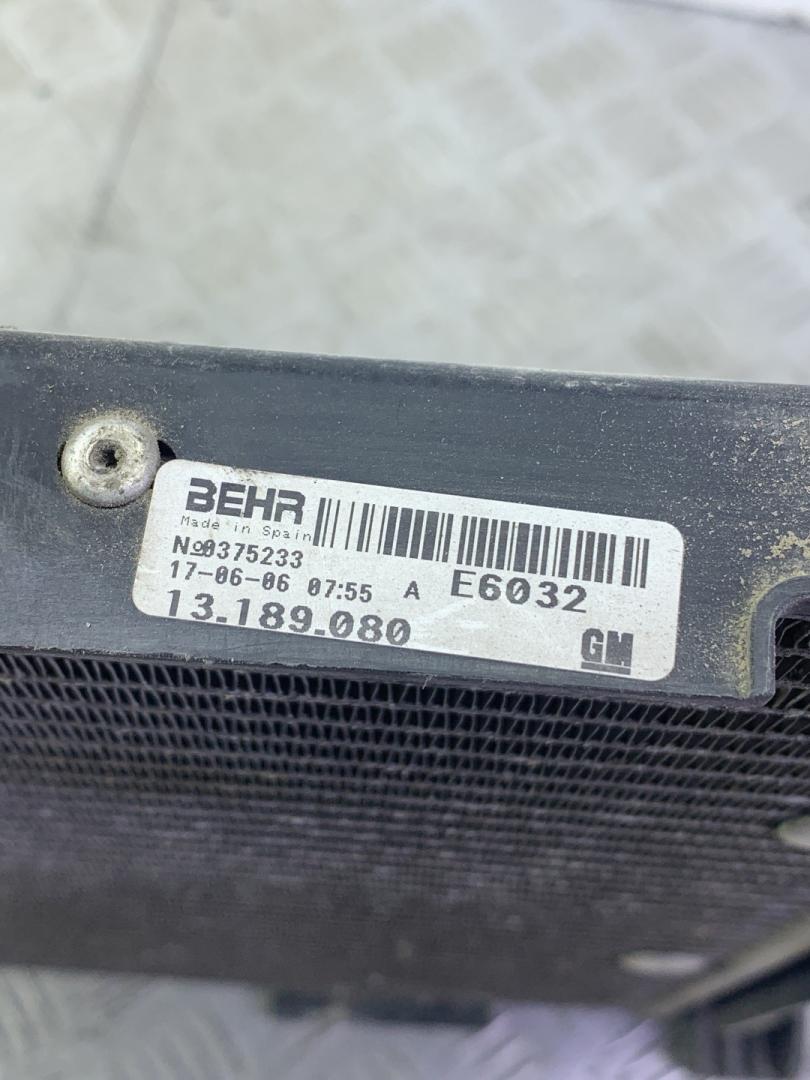 BEHR
Made in Spain
Nº0375233
17-06-06 07:55 A E6032
13.189.080
GM